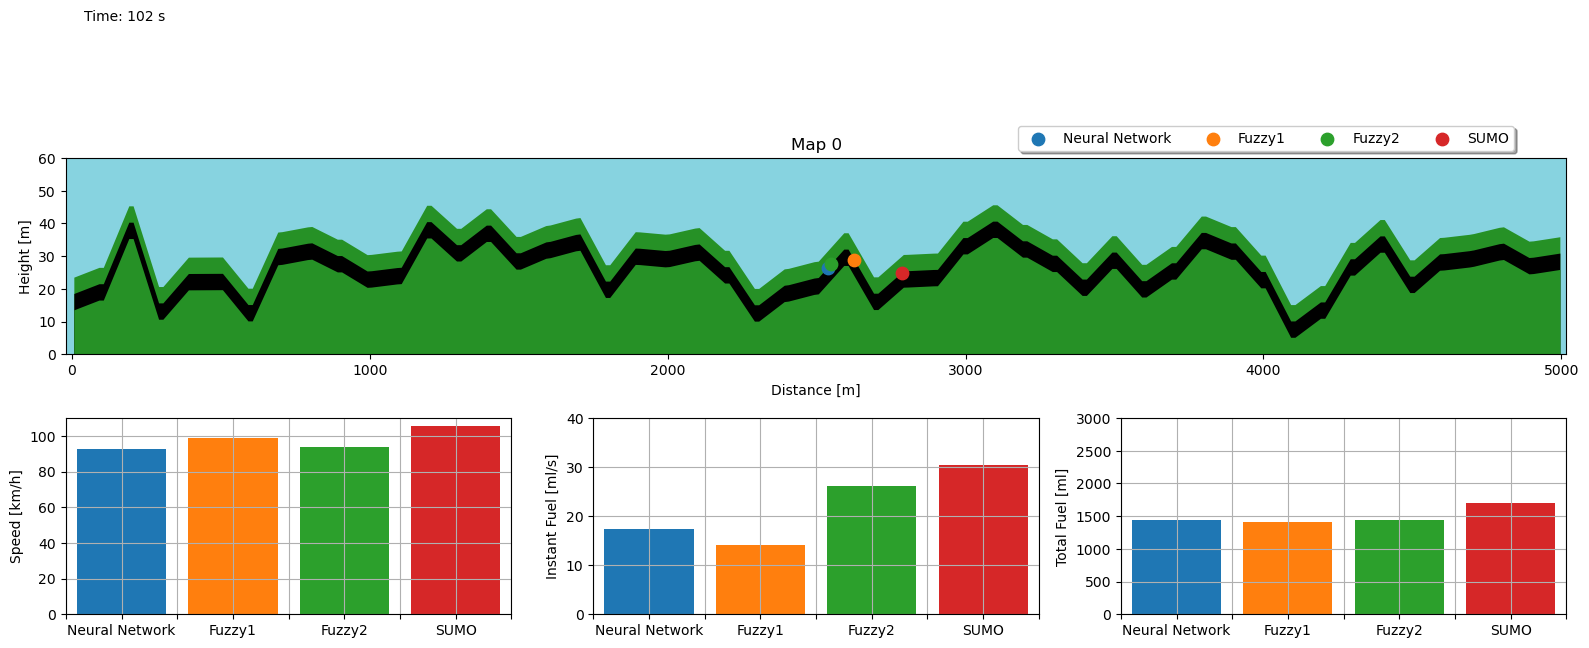 Time: 102 s
Map 0
Neural Network Fuzzy1 Fuzzy2 SUMO
Height [m]
60
50
40
30
20
10
0
0 1000 2000 3000 4000 5000
Distance [m]
Speed [km/h]
100
80
60
40
20
0
Neural Network Fuzzy1 Fuzzy2 SUMO
Instant Fuel [ml/s]
40
30
20
10
0
Neural Network Fuzzy1 Fuzzy2 SUMO
Total Fuel [ml]
3000
2500
2000
1500
1000
500
0
Neural Network Fuzzy1 Fuzzy2 SUMO